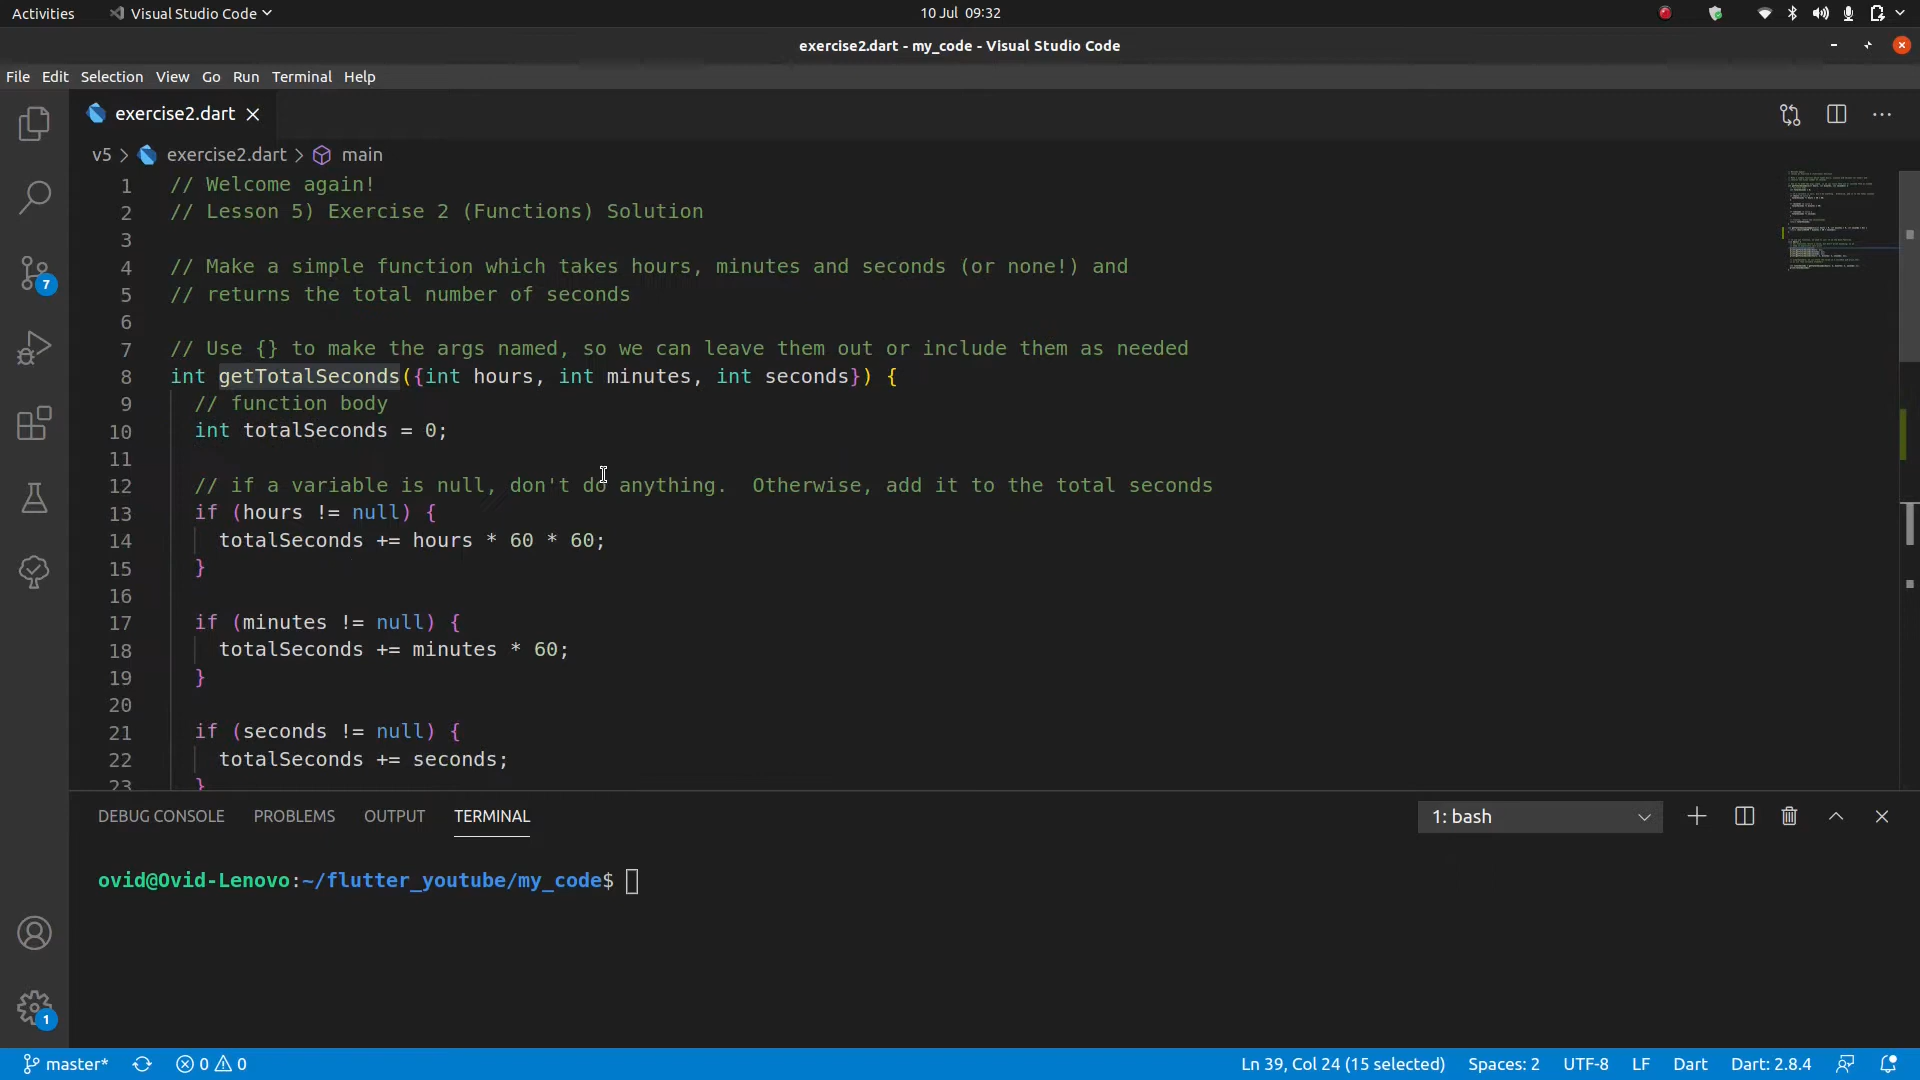 Activities
Visual Studio Code
10 Jul 09:32
exercise2.dart - my_code - Visual Studio Code
File Edit Selection View Go Run Terminal Help
exercise2.dart
v5 > exercise2.dart > main
1 // Welcome again!
2 // Lesson 5) Exercise 2 (Functions) Solution
3
4 // Make a simple function which takes hours, minutes and seconds (or none!) and
5 // returns the total number of seconds
6
7 // Use {} to make the args named, so we can leave them out or include them as needed
8 int getTotalSeconds({int hours, int minutes, int seconds}) {
9 // function body
10 int totalSeconds = 0;
11
12 // if a variable is null, don't do anything.  Otherwise, add it to the total seconds
13 if (hours != null) {
14 totalSeconds += hours * 60 * 60;
15 }
16
17 if (minutes != null) {
18 totalSeconds += minutes * 60;
19 }
20
21 if (seconds != null) {
22 totalSeconds += seconds;
23 }
7
1
DEBUG CONSOLE PROBLEMS OUTPUT TERMINAL
1: bash
ovid@Ovid-Lenovo:~/flutter_youtube/my_code$
master* 0 0 Ln 39, Col 24 (15 selected) Spaces: 2 UTF-8 LF Dart Dart: 2.8.4